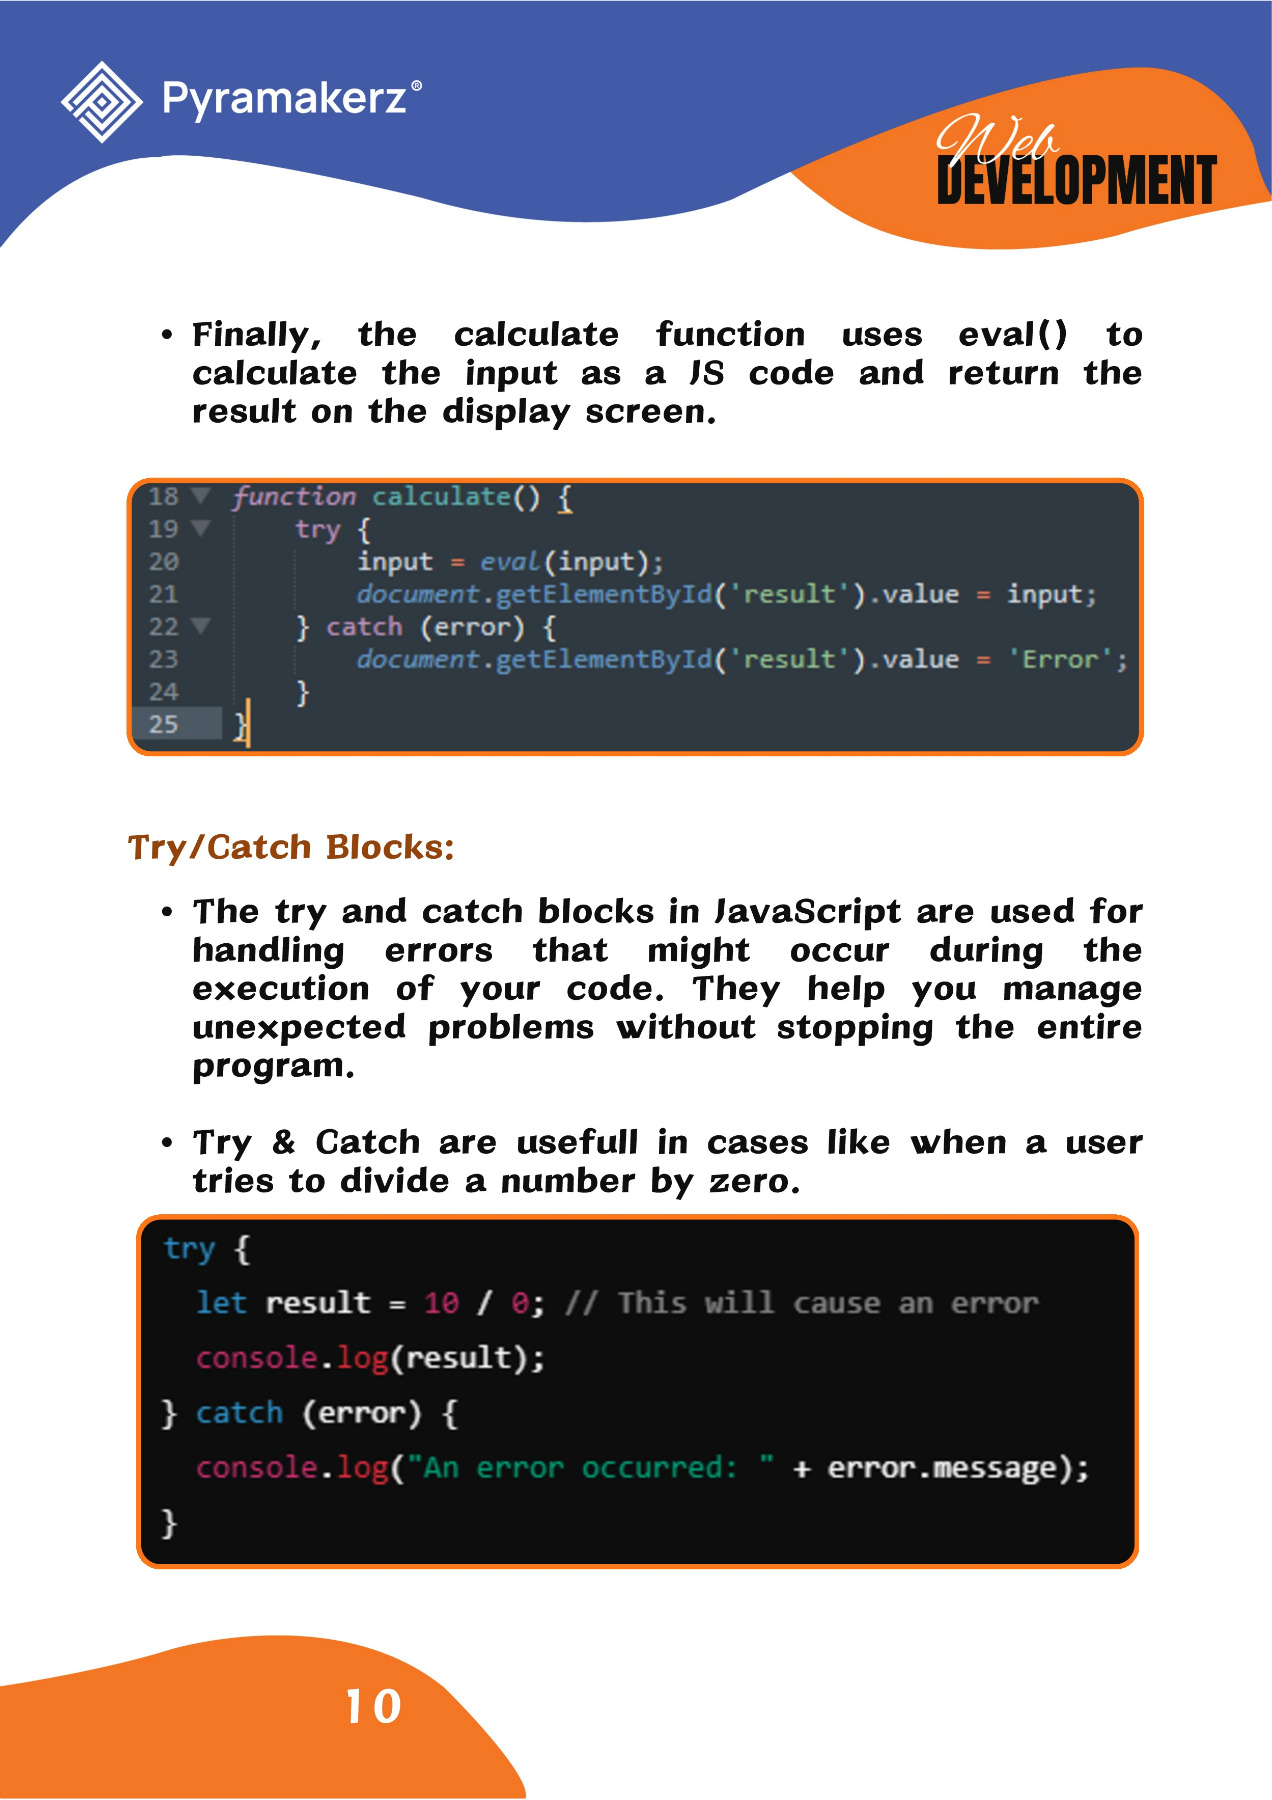 Pyramakerz®
Web
DEVELOPMENT
• Finally, the calculate function uses eval() to
calculate the input as a JS code and return the
result on the display screen.
18 ▼ function calculate() {
19 ▼     try {
20         input = eval(input);
21         document.getElementById('result').value = input;
22 ▼     } catch (error) {
23         document.getElementById('result').value = 'Error';
24     }
25 }
Try/Catch Blocks:
• The try and catch blocks in JavaScript are used for
handling errors that might occur during the
execution of your code. They help you manage
unexpected problems without stopping the entire
program.
• Try & Catch are usefull in cases like when a user
tries to divide a number by zero.
try {
  let result = 10 / 0; // This will cause an error
  console.log(result);
} catch (error) {
  console.log("An error occurred: " + error.message);
}
10